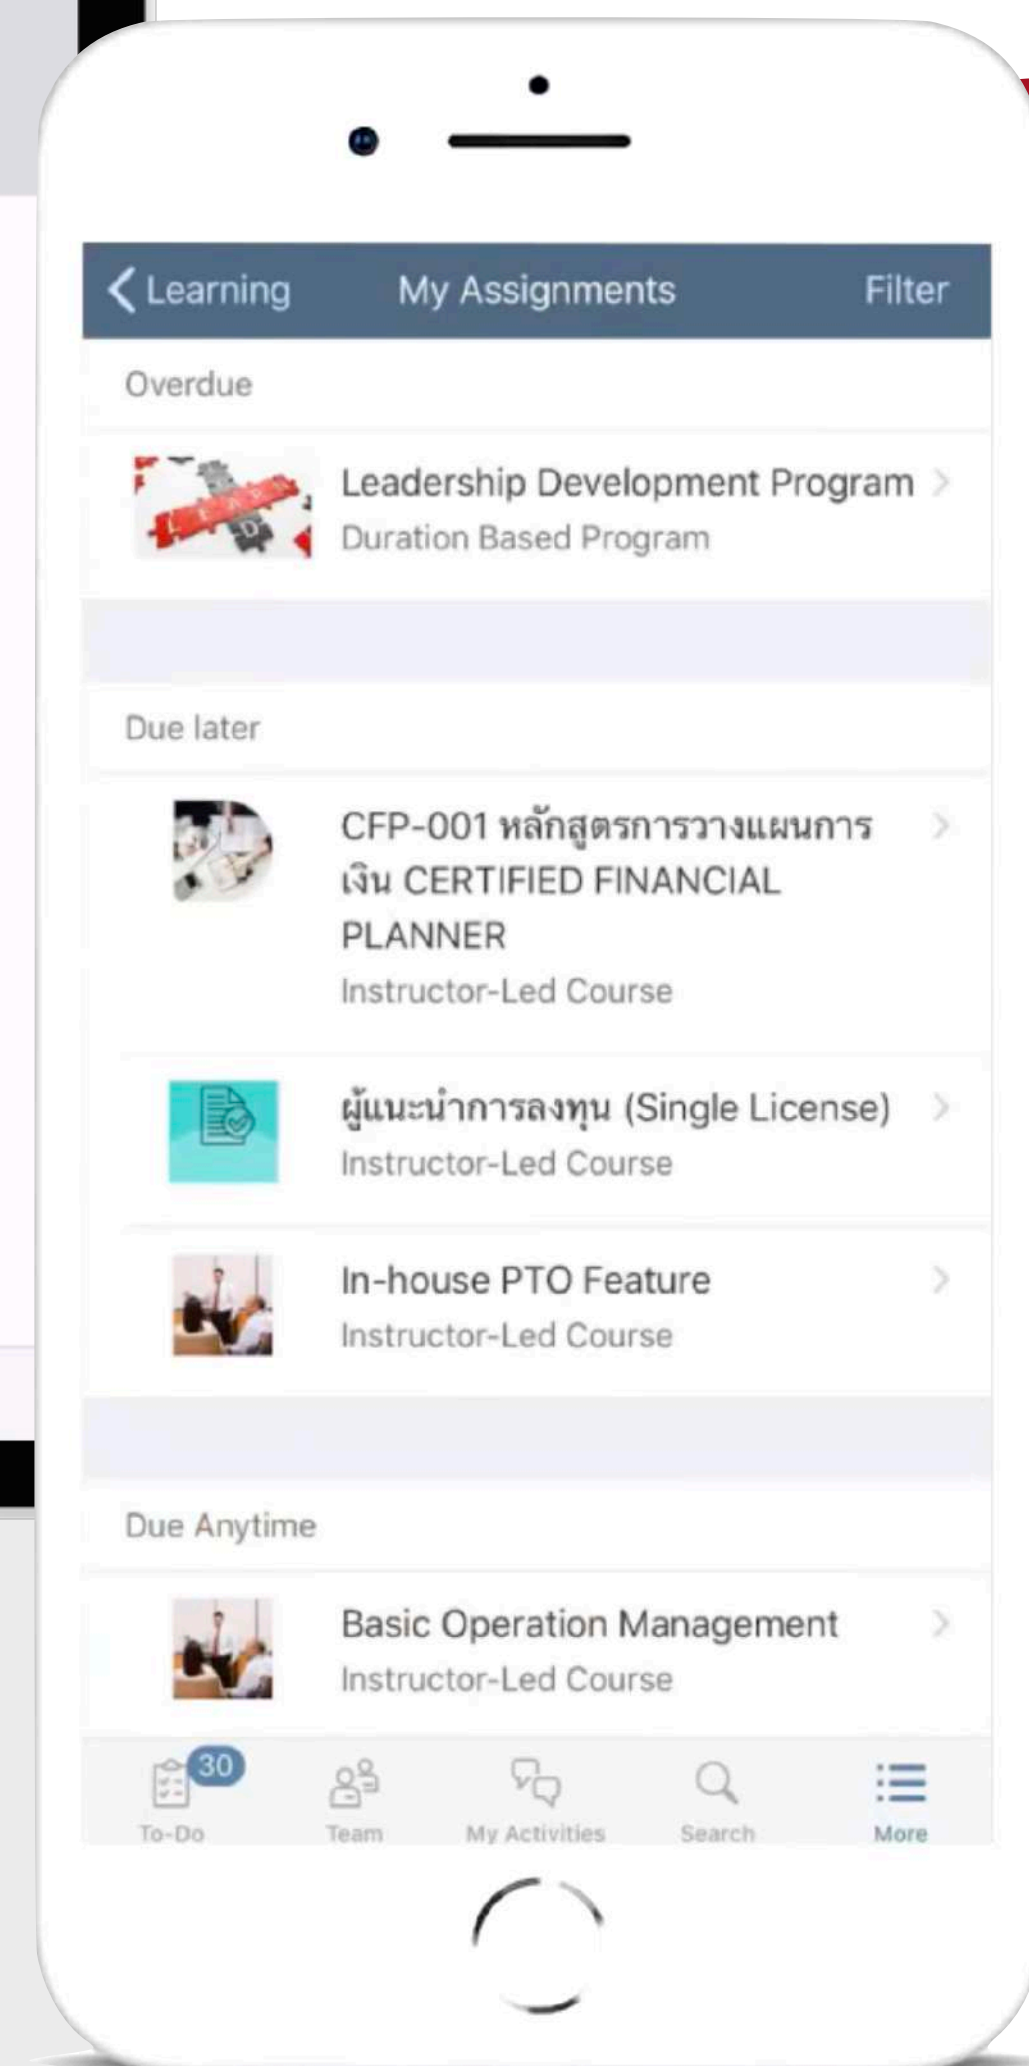 Learning My Assignments Filter
Overdue
LEARN
Leadership Development Program
Duration Based Program
Due later
CFP-001 หลักสูตรการวางแผนการ
เงิน CERTIFIED FINANCIAL
PLANNER
Instructor-Led Course
ผู้แนะนำการลงทุน (Single License)
Instructor-Led Course
In-house PTO Feature
Instructor-Led Course
Due Anytime
Basic Operation Management
Instructor-Led Course
30
To-Do Team My Activities Search More